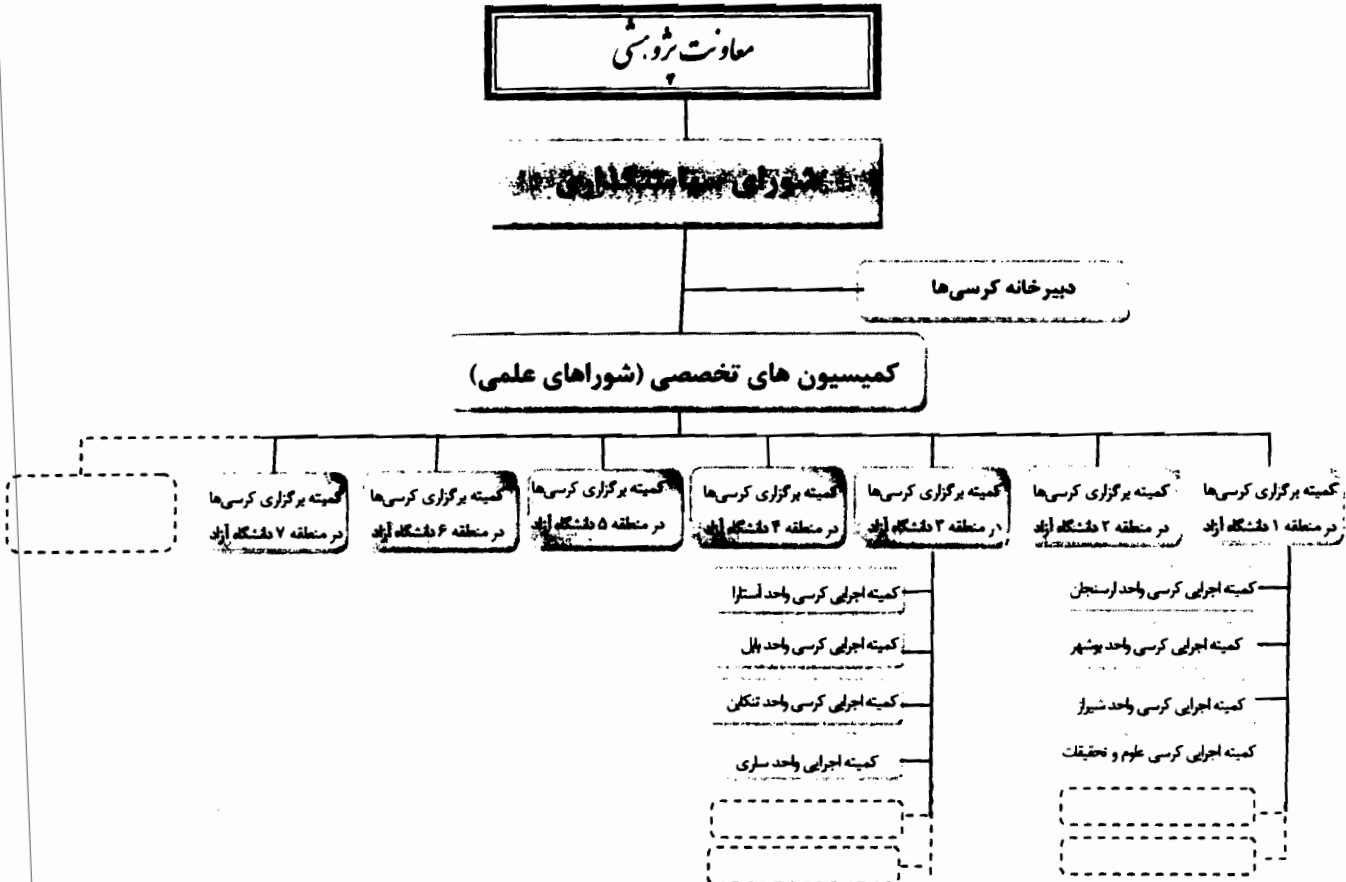 معاونت پژوهشی
شورای سیاستگذاری
دبیرخانه کرسی‌ها
کمیسیون های تخصصی (شوراهای علمی)
کمیته برگزاری کرسی‌ها
در منطقه ۱ دانشگاه آزاد
کمیته برگزاری کرسی‌ها
در منطقه ۲ دانشگاه آزاد
کمیته برگزاری کرسی‌ها
در منطقه ۳ دانشگاه آزاد
کمیته برگزاری کرسی‌ها
در منطقه ۴ دانشگاه آزاد
کمیته برگزاری کرسی‌ها
در منطقه ۵ دانشگاه آزاد
کمیته برگزاری کرسی‌ها
در منطقه ۶ دانشگاه آزاد
کمیته برگزاری کرسی‌ها
در منطقه ۷ دانشگاه آزاد
کمیته اجرایی کرسی واحد ارسنجان
کمیته اجرایی کرسی واحد بوشهر
کمیته اجرایی کرسی واحد شیراز
کمیته اجرایی کرسی علوم و تحقیقات
کمیته اجرایی کرسی واحد آستارا
کمیته اجرایی کرسی واحد بابل
کمیته اجرایی کرسی واحد تنکابن
کمیته اجرایی واحد ساری